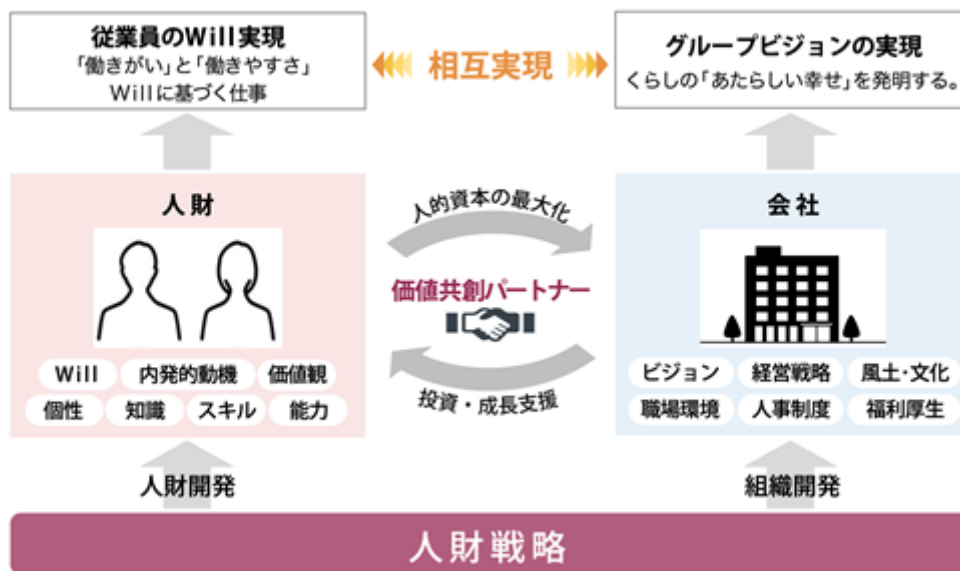 従業員のWill実現
「働きがい」と「働きやすさ」
Willに基づく仕事
相互実現
グループビジョンの実現
くらしの「あたらしい幸せ」を発明する。
人財
Will
内発的動機
価値観
個性
知識
スキル
能力
人的資本の最大化
価値共創パートナー
投資・成長支援
会社
ビジョン
経営戦略
風土･文化
職場環境
人事制度
福利厚生
人財開発
組織開発
人財戦略